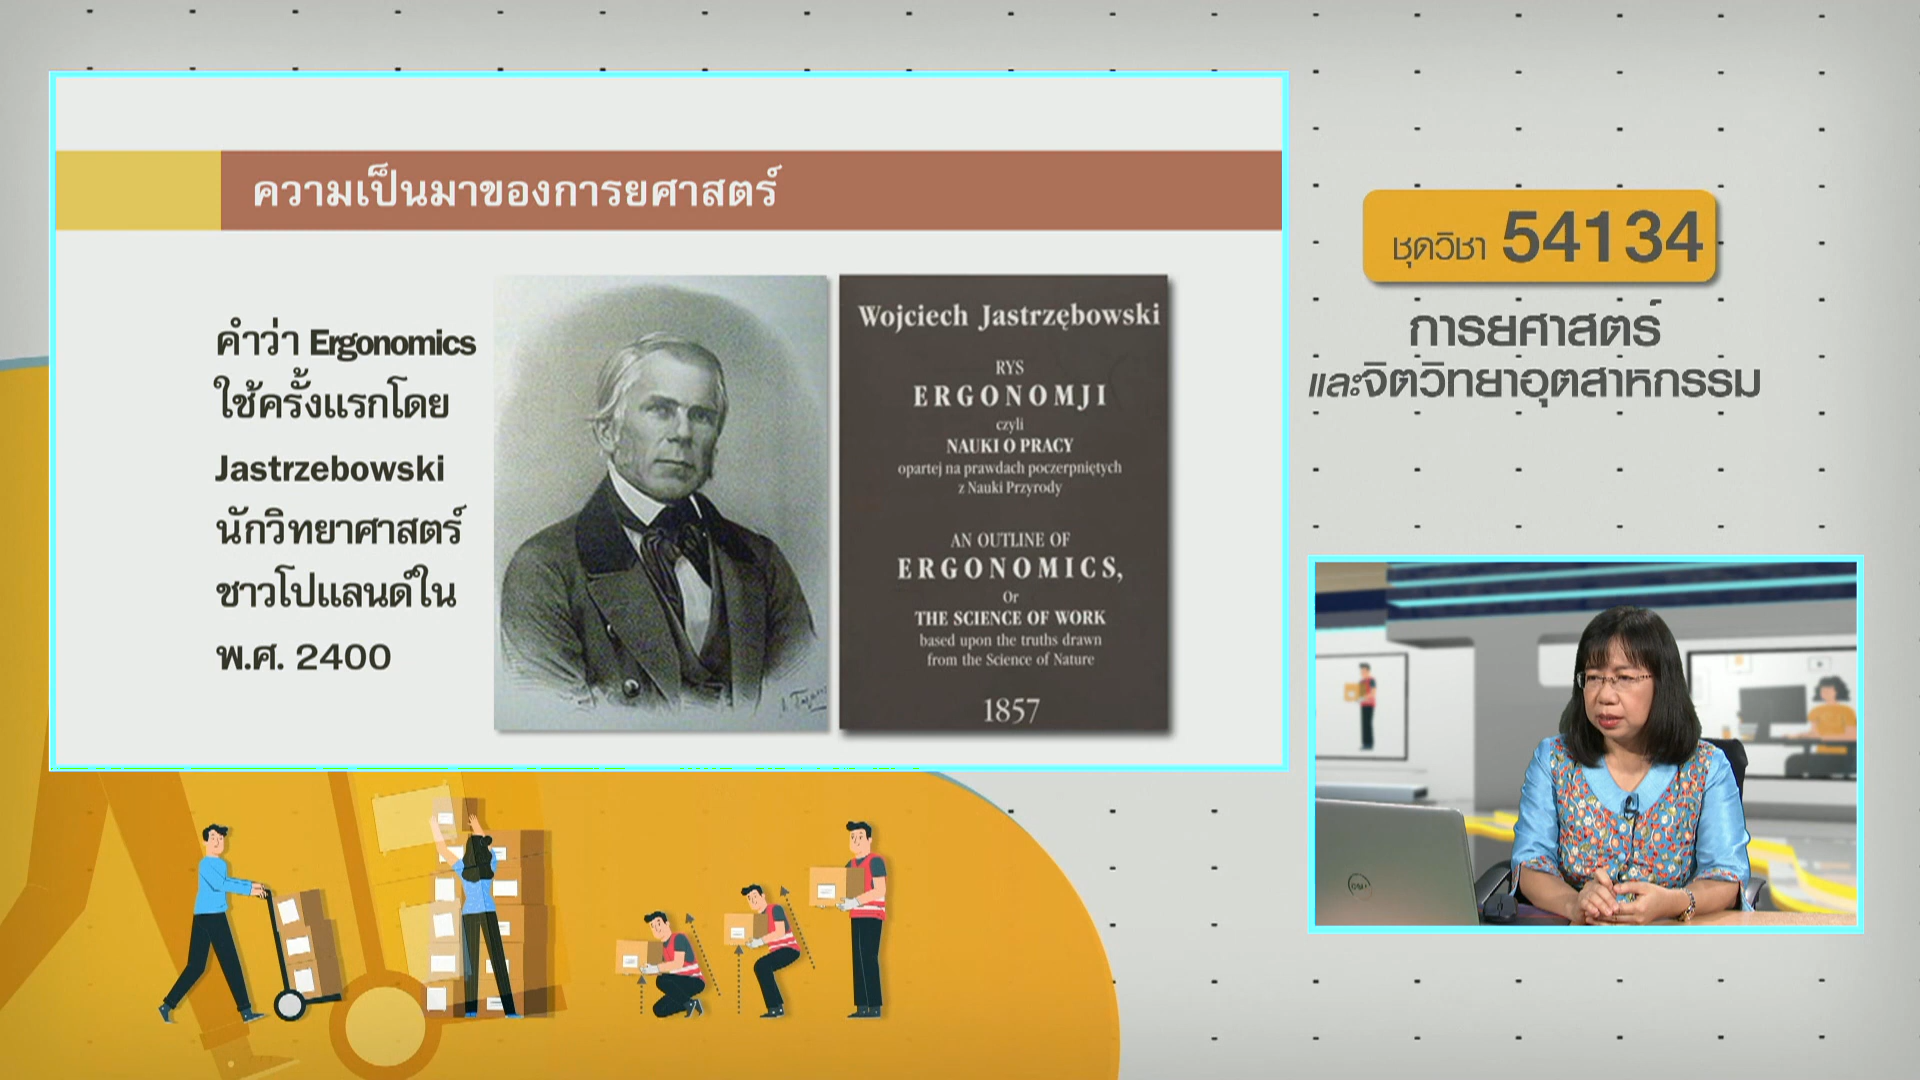 ความเป็นมาของการยศาสตร์
คำว่า Ergonomics
ใช้ครั้งแรกโดย
Jastrzebowski
นักวิทยาศาสตร์
ชาวโปแลนด์ใน
พ.ศ. 2400
Wojciech Jastrzębowski
RYS
ERGONOMJI
czyli
NAUKI O PRACY
opartej na prawdach poczerpniętych
z Nauki Przyrody
AN OUTLINE OF
ERGONOMICS,
Or
THE SCIENCE OF WORK
based upon the truths drawn
from the Science of Nature
1857
ชุดวิชา 54134
การยศาสตร์
และจิตวิทยาอุตสาหกรรม